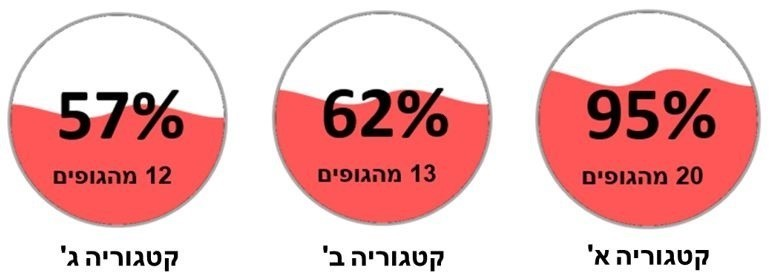 95%
20 מהגופים
קטגוריה א'
62%
13 מהגופים
קטגוריה ב'
57%
12 מהגופים
קטגוריה ג'